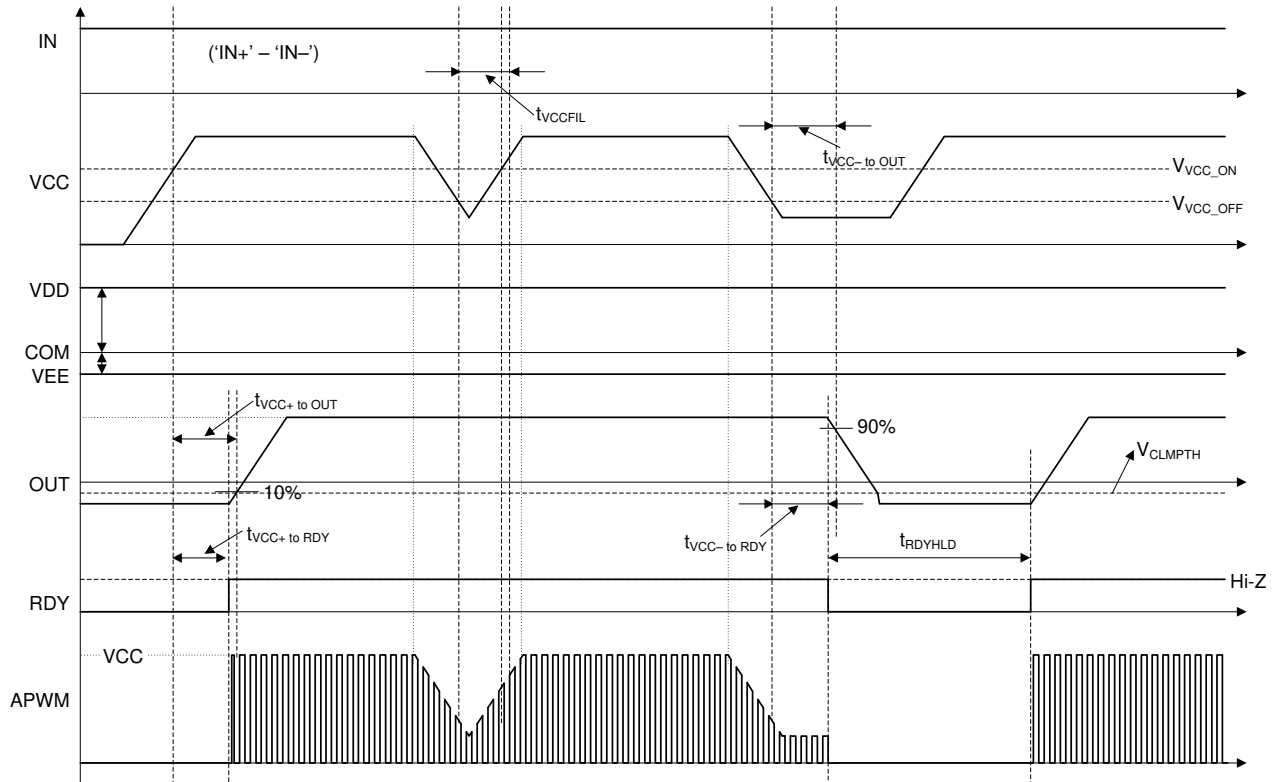 IN
(‘IN+’ – ‘IN–’)
tVCCFIL
tVCC– to OUT
VCC
VVCC_ON
VVCC_OFF
VDD
COM
VEE
tVCC+ to OUT
90%
VCLMPTH
OUT
10%
tVCC+ to RDY
tVCC– to RDY
tRDYHLD
Hi-Z
RDY
VCC
APWM